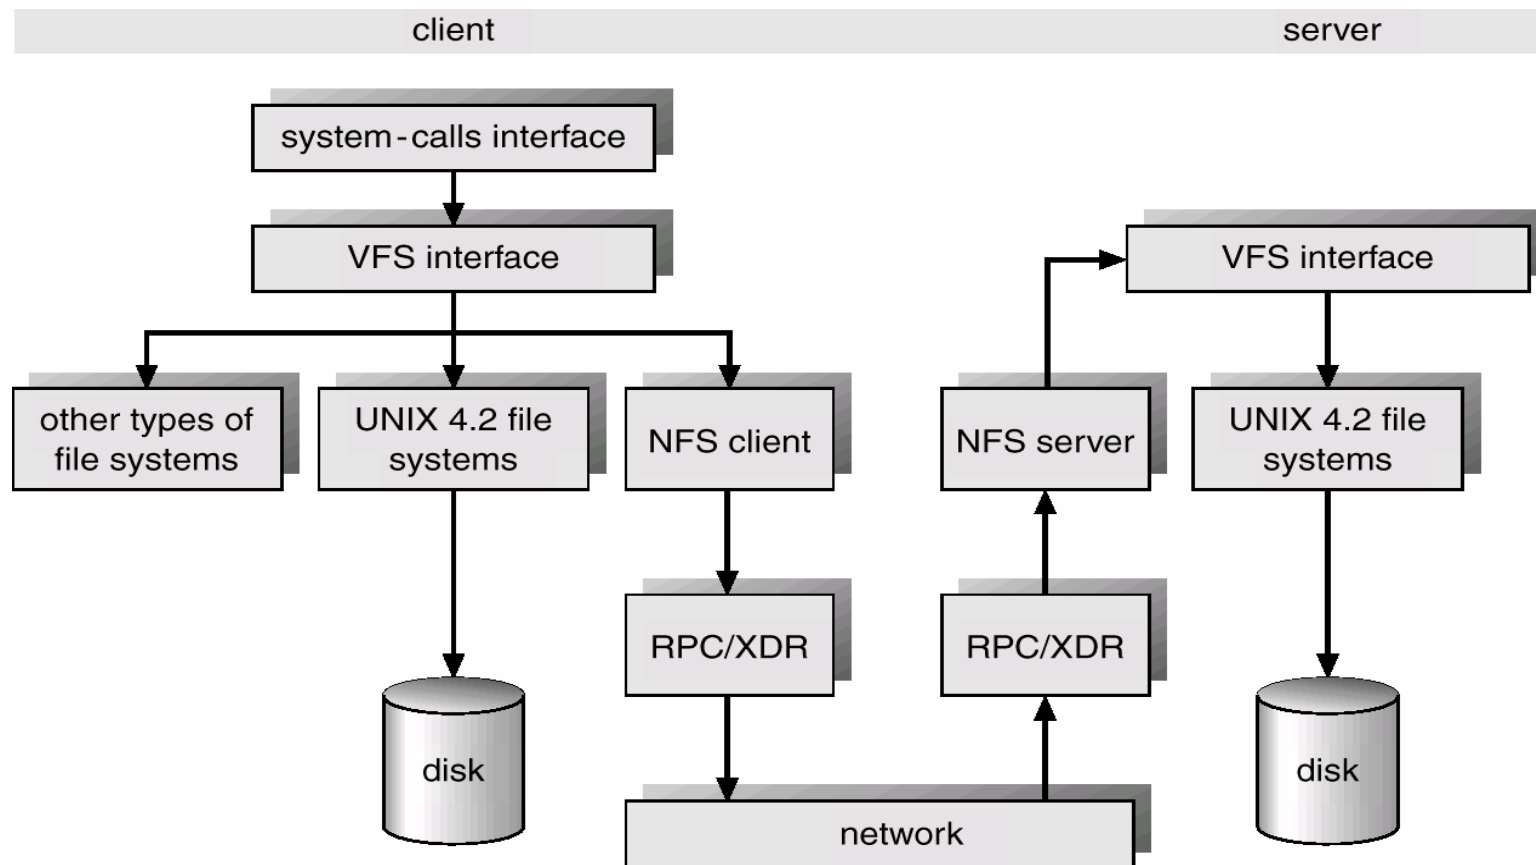 client
server
system-calls interface
VFS interface
VFS interface
other types of
file systems
UNIX 4.2 file
systems
NFS client
NFS server
UNIX 4.2 file
systems
RPC/XDR
RPC/XDR
disk
disk
network